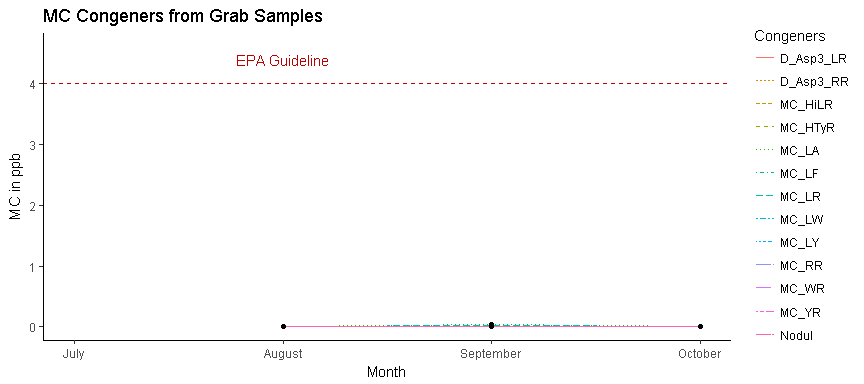 MC Congeners from Grab Samples
EPA Guideline
MC in ppb
4
3
2
1
0
July
August
September
October
Month
Congeners
D_Asp3_LR
D_Asp3_RR
MC_HiLR
MC_HTyR
MC_LA
MC_LF
MC_LR
MC_LW
MC_LY
MC_RR
MC_WR
MC_YR
Nodul